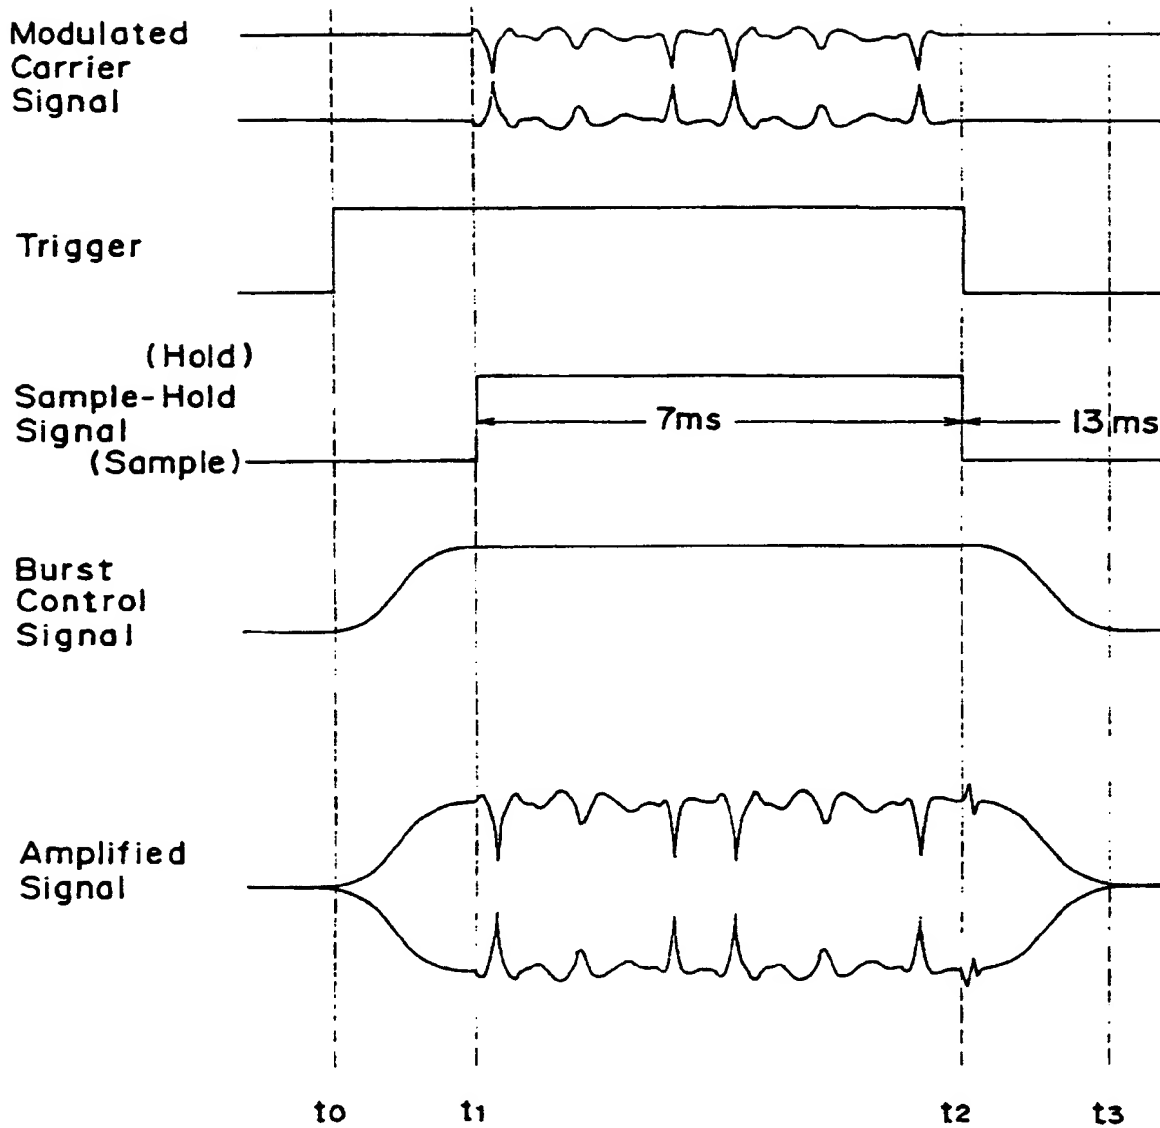 Modulated
Carrier
Signal
Trigger
(Hold)
Sample-Hold
Signal
(Sample)
7ms
13ms
Burst
Control
Signal
Amplified
Signal
t0
t1
t2
t3